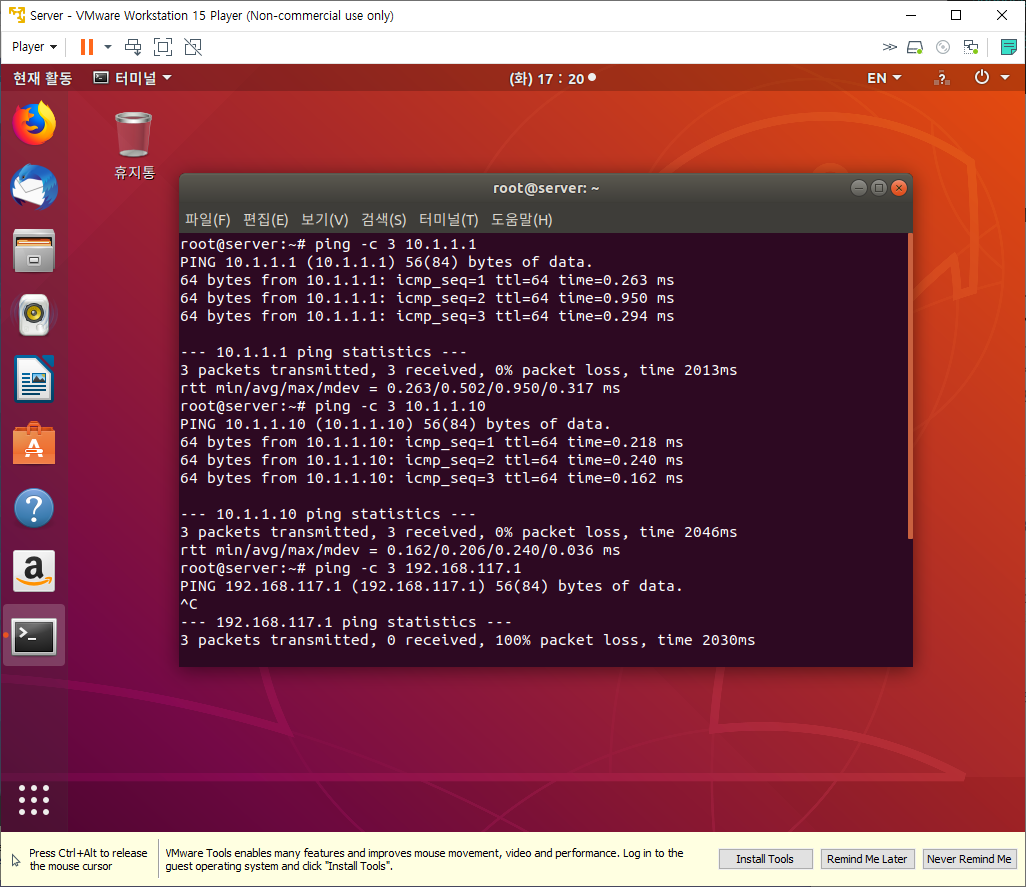 Server - VMware Workstation 15 Player (Non-commercial use only)
Player
현재 활동 터미널 (화) 17 : 20 EN ?
휴지통
root@server: ~
파일(F) 편집(E) 보기(V) 검색(S) 터미널(T) 도움말(H)
root@server:~# ping -c 3 10.1.1.1
PING 10.1.1.1 (10.1.1.1) 56(84) bytes of data.
64 bytes from 10.1.1.1: icmp_seq=1 ttl=64 time=0.263 ms
64 bytes from 10.1.1.1: icmp_seq=2 ttl=64 time=0.950 ms
64 bytes from 10.1.1.1: icmp_seq=3 ttl=64 time=0.294 ms
--- 10.1.1.1 ping statistics ---
3 packets transmitted, 3 received, 0% packet loss, time 2013ms
rtt min/avg/max/mdev = 0.263/0.502/0.950/0.317 ms
root@server:~# ping -c 3 10.1.1.10
PING 10.1.1.10 (10.1.1.10) 56(84) bytes of data.
64 bytes from 10.1.1.10: icmp_seq=1 ttl=64 time=0.218 ms
64 bytes from 10.1.1.10: icmp_seq=2 ttl=64 time=0.240 ms
64 bytes from 10.1.1.10: icmp_seq=3 ttl=64 time=0.162 ms
--- 10.1.1.10 ping statistics ---
3 packets transmitted, 3 received, 0% packet loss, time 2046ms
rtt min/avg/max/mdev = 0.162/0.206/0.240/0.036 ms
root@server:~# ping -c 3 192.168.117.1
PING 192.168.117.1 (192.168.117.1) 56(84) bytes of data.
^C
--- 192.168.117.1 ping statistics ---
3 packets transmitted, 0 received, 100% packet loss, time 2030ms
Press Ctrl+Alt to release
the mouse cursor
VMware Tools enables many features and improves mouse movement, video and performance. Log in to the
guest operating system and click "Install Tools".
Install Tools
Remind Me Later
Never Remind Me